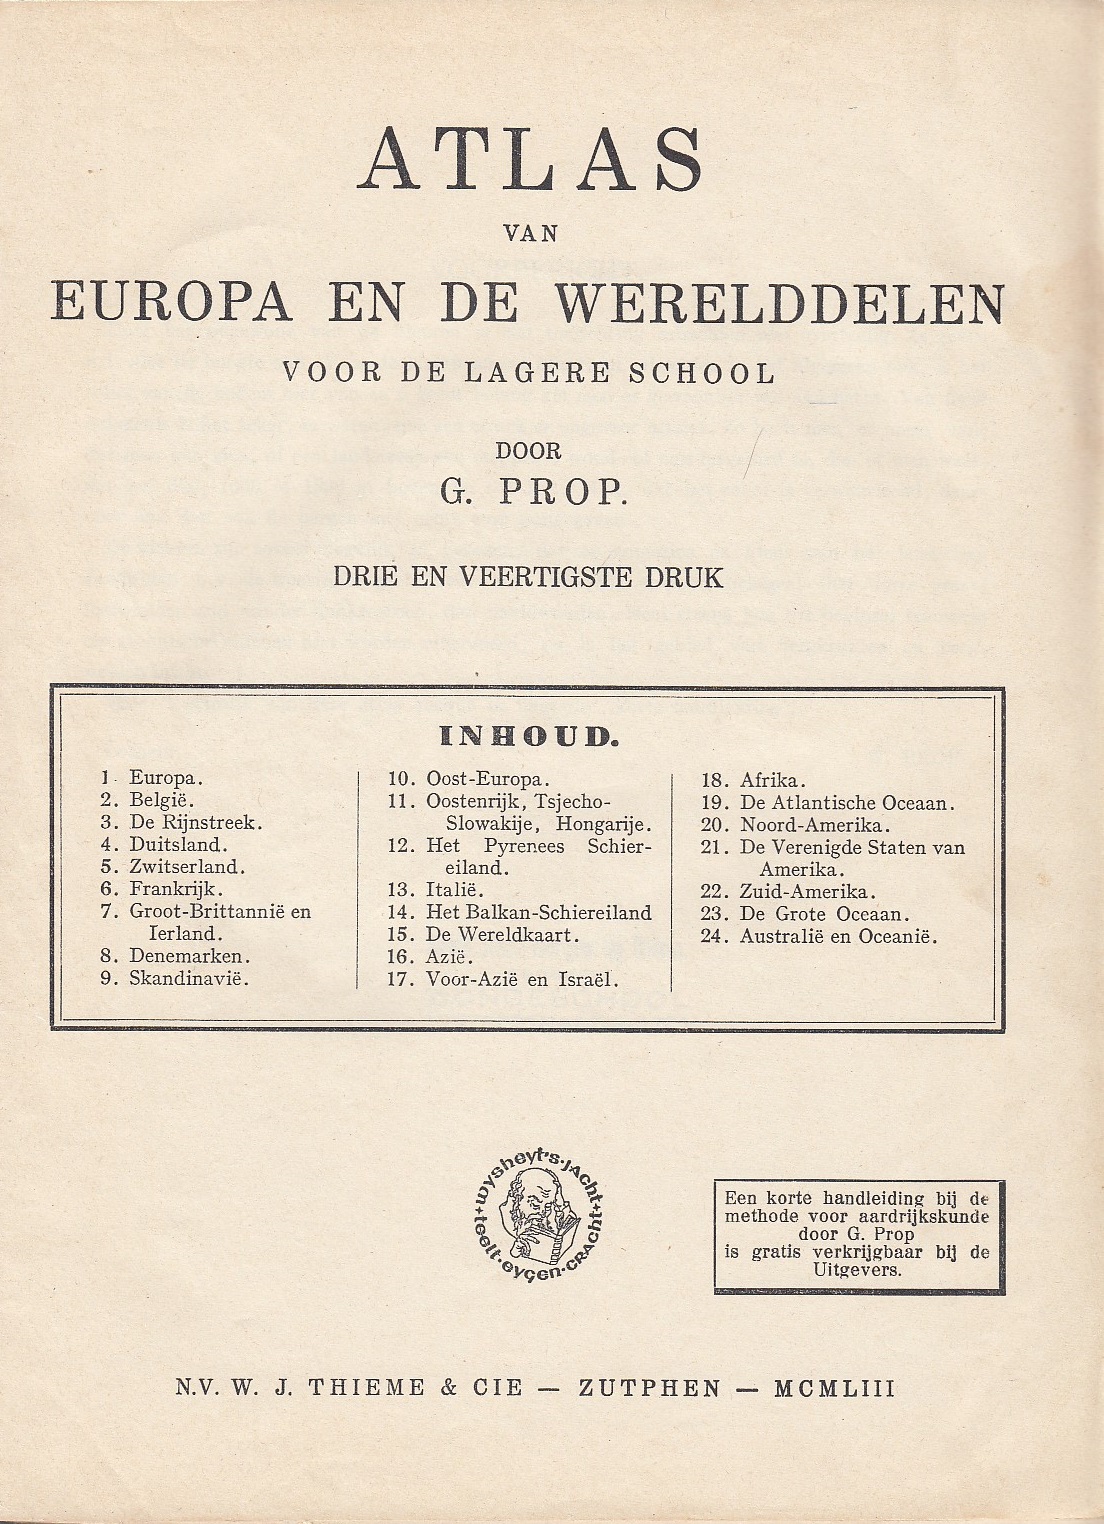 ATLAS
VAN
EUROPA EN DE WERELDDELEN
VOOR DE LAGERE SCHOOL
DOOR
G. PROP.
DRIE EN VEERTIGSTE DRUK
INHOUD.
1. Europa.
2. België.
3. De Rijnstreek.
4. Duitsland.
5. Zwitserland.
6. Frankrijk.
7. Groot-Brittannië en
Ierland.
8. Denemarken.
9. Skandinavië.
10. Oost-Europa.
11. Oostenrijk, Tsjecho-
Slowakije, Hongarije.
12. Het Pyrenees Schier-
eiland.
13. Italië.
14. Het Balkan-Schiereiland
15. De Wereldkaart.
16. Azië.
17. Voor-Azië en Israël.
18. Afrika.
19. De Atlantische Oceaan.
20. Noord-Amerika.
21. De Verenigde Staten van
Amerika.
22. Zuid-Amerika.
23. De Grote Oceaan.
24. Australië en Oceanië.
wysheyt's·jacht+teelt·eygen·cracht+
Een korte handleiding bij de
methode voor aardrijkskunde
door G. Prop
is gratis verkrijgbaar bij de
Uitgevers.
N.V. W. J. THIEME & CIE — ZUTPHEN — MCMLIII